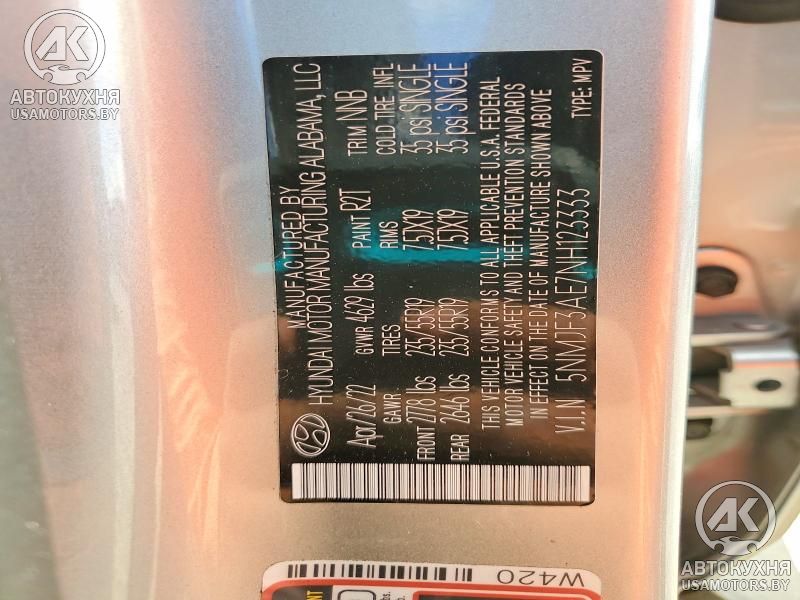 MANUFACTURED BY
HYUNDAI MOTOR MANUFACTURING ALABAMA, LLC
Apr/26/22 GVWR 4629 lbs PAINT R2T TRIM NNB
GAWR TIRES RIMS COLD TIRE INFL
FRONT 2778 lbs 235/55R19 7.5JX19 35 psi SINGLE
REAR 2646 lbs 235/55R19 7.5JX19 35 psi SINGLE
THIS VEHICLE CONFORMS TO ALL APPLICABLE U.S.A. FEDERAL
MOTOR VEHICLE SAFETY AND THEFT PREVENTION STANDARDS
IN EFFECT ON THE DATE OF MANUFACTURE SHOWN ABOVE
V.I.N 5NMJF3AE7NH123333 TYPE: MPV
W420
АК
АВТОКУХНЯ
USAMOTORS.BY
АК
АВТОКУХНЯ
USAMOTORS.BY